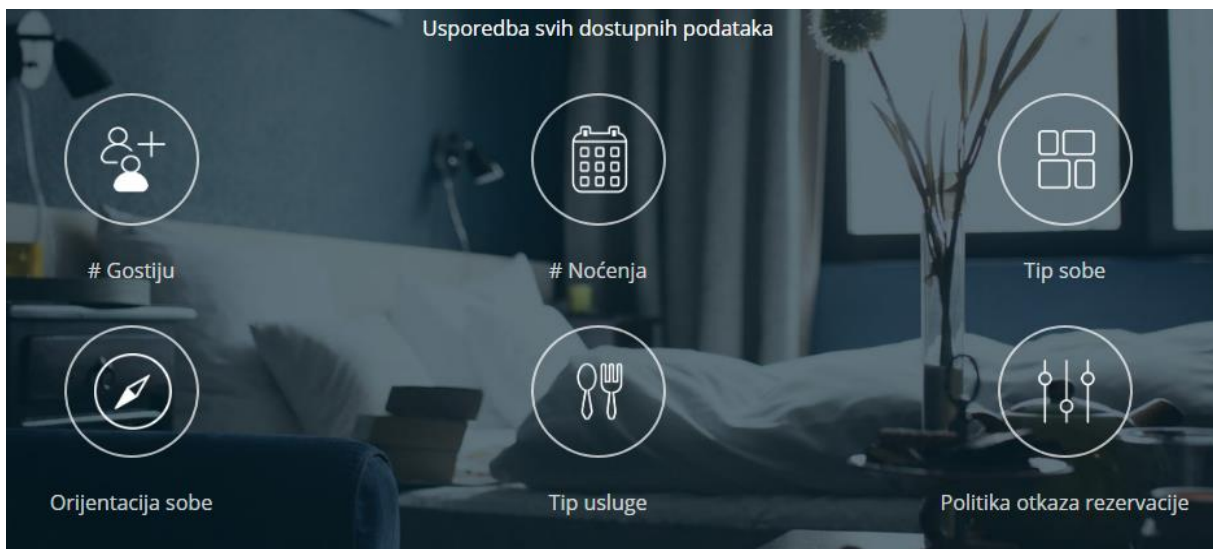 Usporedba svih dostupnih podataka
# Gostiju
# Noćenja
Tip sobe
Orijentacija sobe
Tip usluge
Politika otkaza rezervacije